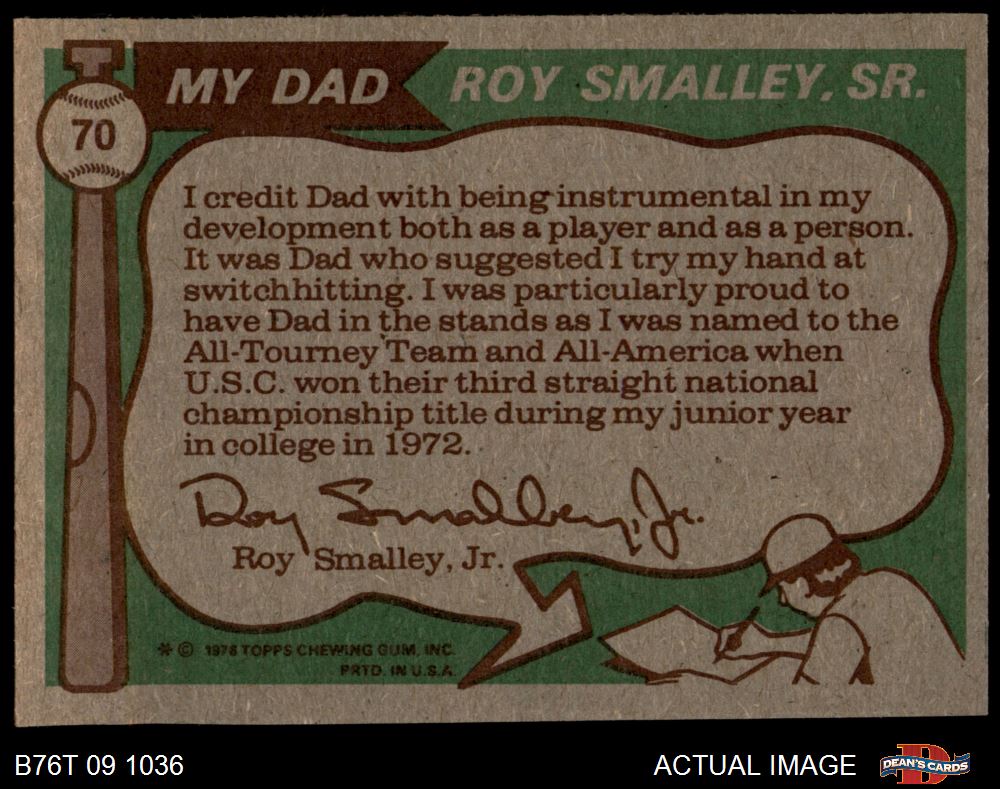 MY DAD ROY SMALLEY, SR.
70
I credit Dad with being instrumental in my
development both as a player and as a person.
It was Dad who suggested I try my hand at
switchhitting. I was particularly proud to
have Dad in the stands as I was named to the
All-Tourney Team and All-America when
U.S.C. won their third straight national
championship title during my junior year
in college in 1972.
Roy Smalley, Jr.
Roy Smalley, Jr.
* © 1976 TOPPS CHEWING GUM, INC.
PRTD. IN U.S.A.
B76T 09 1036
ACTUAL IMAGE
D
DEAN'S CARDS